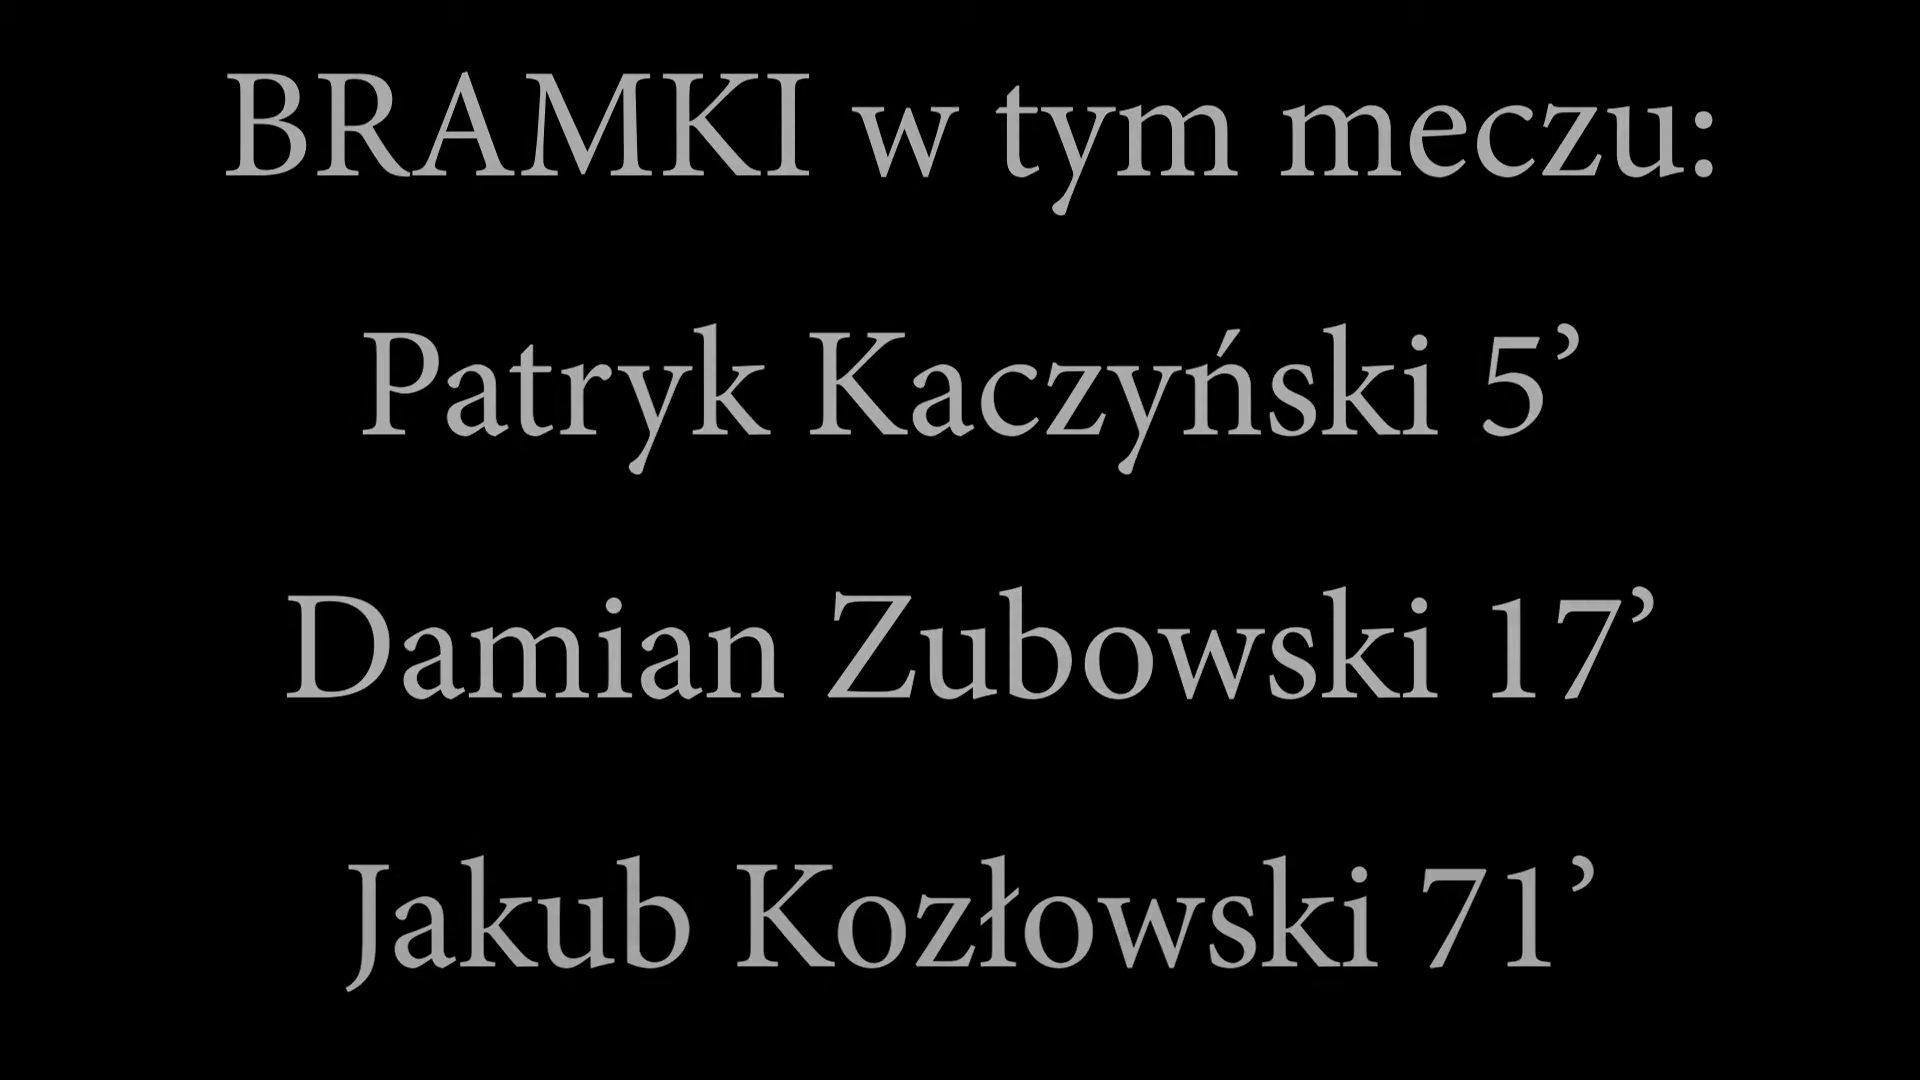 BRAMKI w tym meczu:
Patryk Kaczyński 5’
Damian Zubowski 17’
Jakub Kozłowski 71’